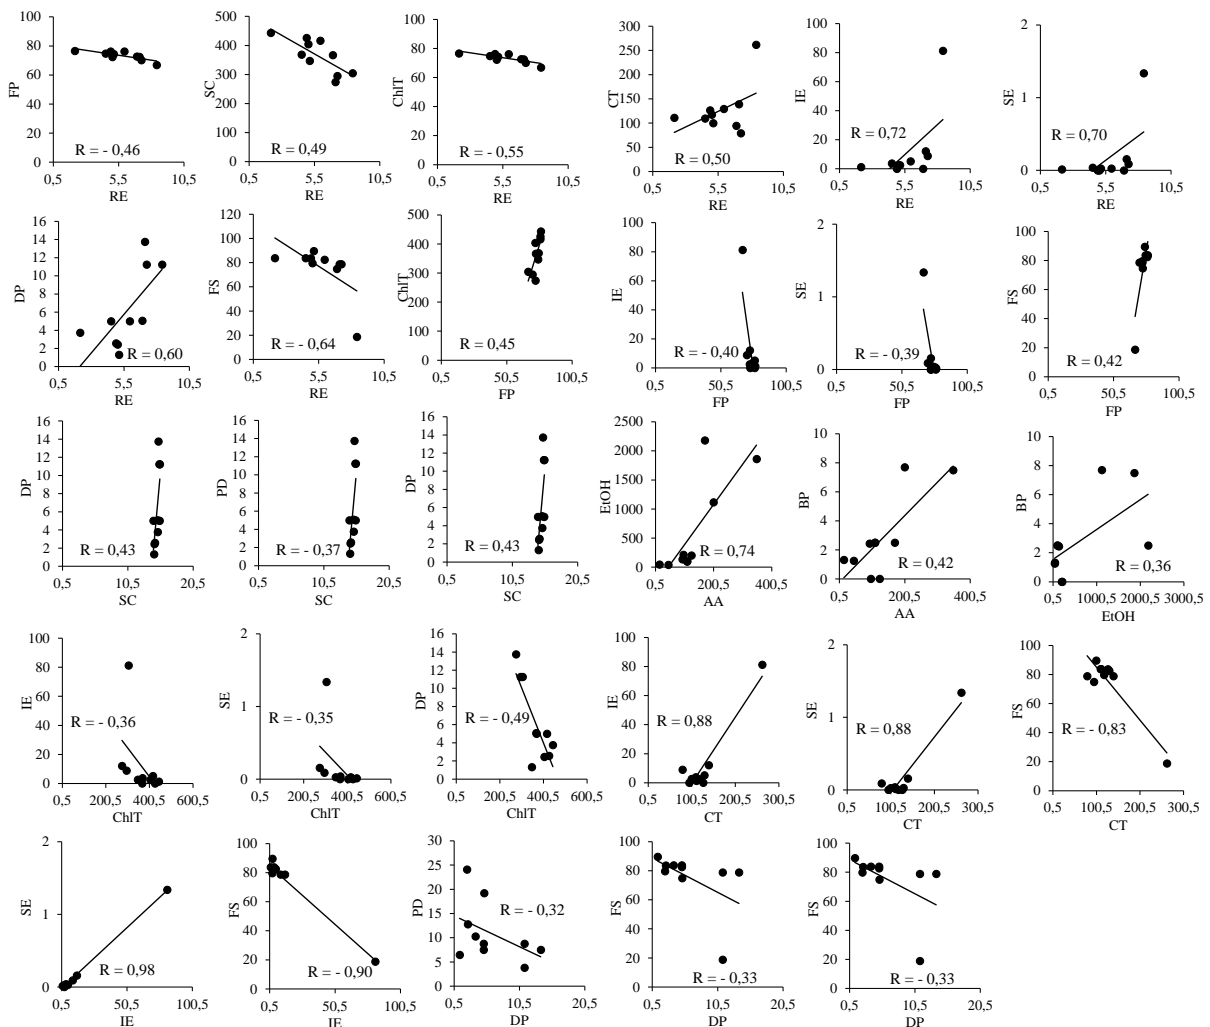 FP
100
80
60
40
20
0
R = - 0,46
0,5 5,5 10,5
RE
SC
500
400
300
200
100
0
R = 0,49
0,5 5,5 10,5
RE
ChlT
100
80
60
40
20
0
R = - 0,55
0,5 5,5 10,5
RE
CT
300
250
200
150
100
50
0
R = 0,50
0,5 5,5 10,5
RE
IE
100
80
60
40
20
0
R = 0,72
0,5 5,5 10,5
RE
SE
2
1
0
R = 0,70
0,5 5,5 10,5
RE
DP
16
14
12
10
8
6
4
2
0
R = 0,60
0,5 5,5 10,5
RE
FS
120
100
80
60
40
20
0
R = - 0,64
0,5 5,5 10,5
RE
ChlT
500
400
300
200
100
0
R = 0,45
0,5 50,5 100,5
FP
IE
100
80
60
40
20
0
R = - 0,40
0,5 50,5 100,5
FP
SE
2
1
0
R = - 0,39
0,5 50,5 100,5
FP
FS
100
80
60
40
20
0
R = 0,42
0,5 50,5 100,5
FP
DP
16
14
12
10
8
6
4
2
0
R = 0,43
0,5 10,5 20,5
SC
PD
16
14
12
10
8
6
4
2
0
R = - 0,37
0,5 10,5 20,5
SC
DP
16
14
12
10
8
6
4
2
0
R = 0,43
0,5 10,5 20,5
SC
EtOH
2500
2000
1500
1000
500
0
R = 0,74
0,5 200,5 400,5
AA
BP
10
8
6
4
2
0
R = 0,42
0,5 200,5 400,5
AA
BP
10
8
6
4
2
0
R = 0,36
0,5 1000,5 2000,5 3000,5
EtOH
IE
100
80
60
40
20
0
R = - 0,36
0,5 200,5 400,5 600,5
ChlT
SE
2
1
0
R = - 0,35
0,5 200,5 400,5 600,5
ChlT
DP
16
14
12
10
8
6
4
2
0
R = - 0,49
0,5 200,5 400,5 600,5
ChlT
IE
100
80
60
40
20
0
R = 0,88
0,5 100,5 200,5 300,5
CT
SE
2
1
0
R = 0,88
0,5 100,5 200,5 300,5
CT
FS
100
80
60
40
20
0
R = - 0,83
0,5 100,5 200,5 300,5
CT
SE
2
1
0
R = 0,98
0,5 50,5 100,5
IE
FS
100
80
60
40
20
0
R = - 0,90
0,5 50,5 100,5
IE
PD
30
25
20
15
10
5
0
R = - 0,32
0,5 10,5 20,5
DP
FS
100
80
60
40
20
0
R = - 0,33
0,5 10,5 20,5
DP
FS
100
80
60
40
20
0
R = - 0,33
0,5 10,5 20,5
DP